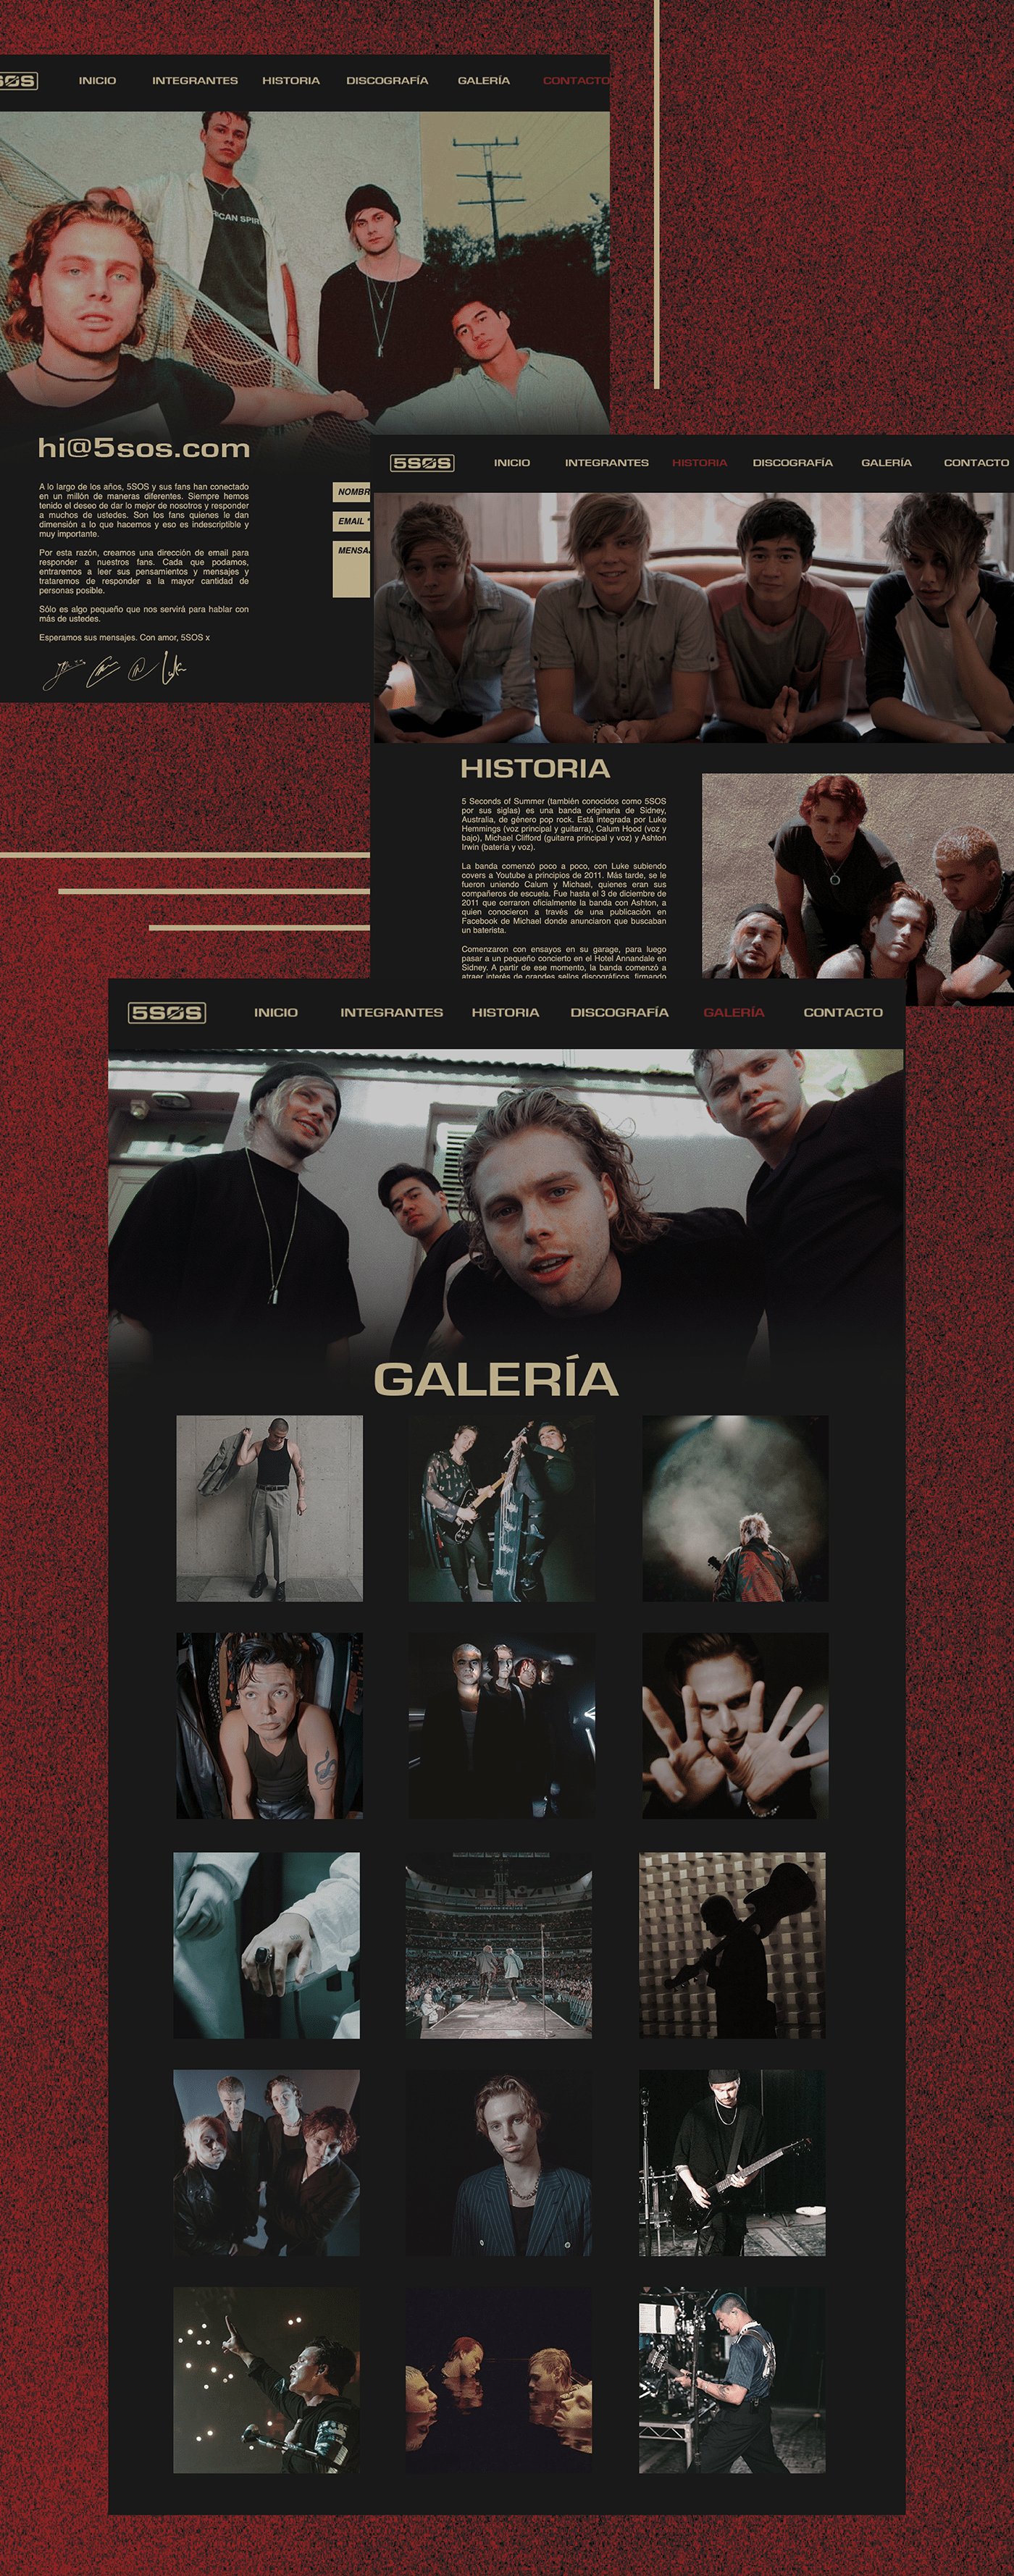 5SOS
INICIO INTEGRANTES HISTORIA DISCOGRAFÍA GALERÍA CONTACTO
RICAN SPIR
hi@5sos.com
A lo largo de los años, 5SOS y sus fans han conectado
en un millón de maneras diferentes. Siempre hemos
tenido el deseo de dar lo mejor de nosotros y responder
a muchos de ustedes. Son los fans quienes le dan
dimensión a lo que hacemos y eso es indescriptible y
muy importante.
Por esta razón, creamos una dirección de email para
responder a nuestros fans. Cada que podamos,
entraremos a leer sus pensamientos y mensajes y
trataremos de responder a la mayor cantidad de
personas posible.
Sólo es algo pequeño que nos servirá para hablar con
más de ustedes.
Esperamos sus mensajes. Con amor, 5SOS x
NOMBR
EMAIL *
MENSAJ
5SØS INICIO INTEGRANTES HISTORIA DISCOGRAFÍA GALERÍA CONTACTO
HISTORIA
5 Seconds of Summer (también conocidos como 5SOS
por sus siglas) es una banda originaria de Sidney,
Australia, de género pop rock. Está integrada por Luke
Hemmings (voz principal y guitarra), Calum Hood (voz y
bajo), Michael Clifford (guitarra principal y voz) y Ashton
Irwin (batería y voz).
La banda comenzó poco a poco, con Luke subiendo
covers a Youtube a principios de 2011. Más tarde, se le
fueron uniendo Calum y Michael, quienes eran sus
compañeros de escuela. Fue hasta el 3 de diciembre de
2011 que cerraron oficialmente la banda con Ashton, a
quien conocieron a través de una publicación en
Facebook de Michael donde anunciaron que buscaban
un baterista.
Comenzaron con ensayos en su garage, para luego
pasar a un pequeño concierto en el Hotel Annandale en
Sidney. A partir de ese momento, la banda comenzó a
atraer interés de grandes sellos discográficos, firmando
5SØS INICIO INTEGRANTES HISTORIA DISCOGRAFÍA GALERÍA CONTACTO
GALERÍA